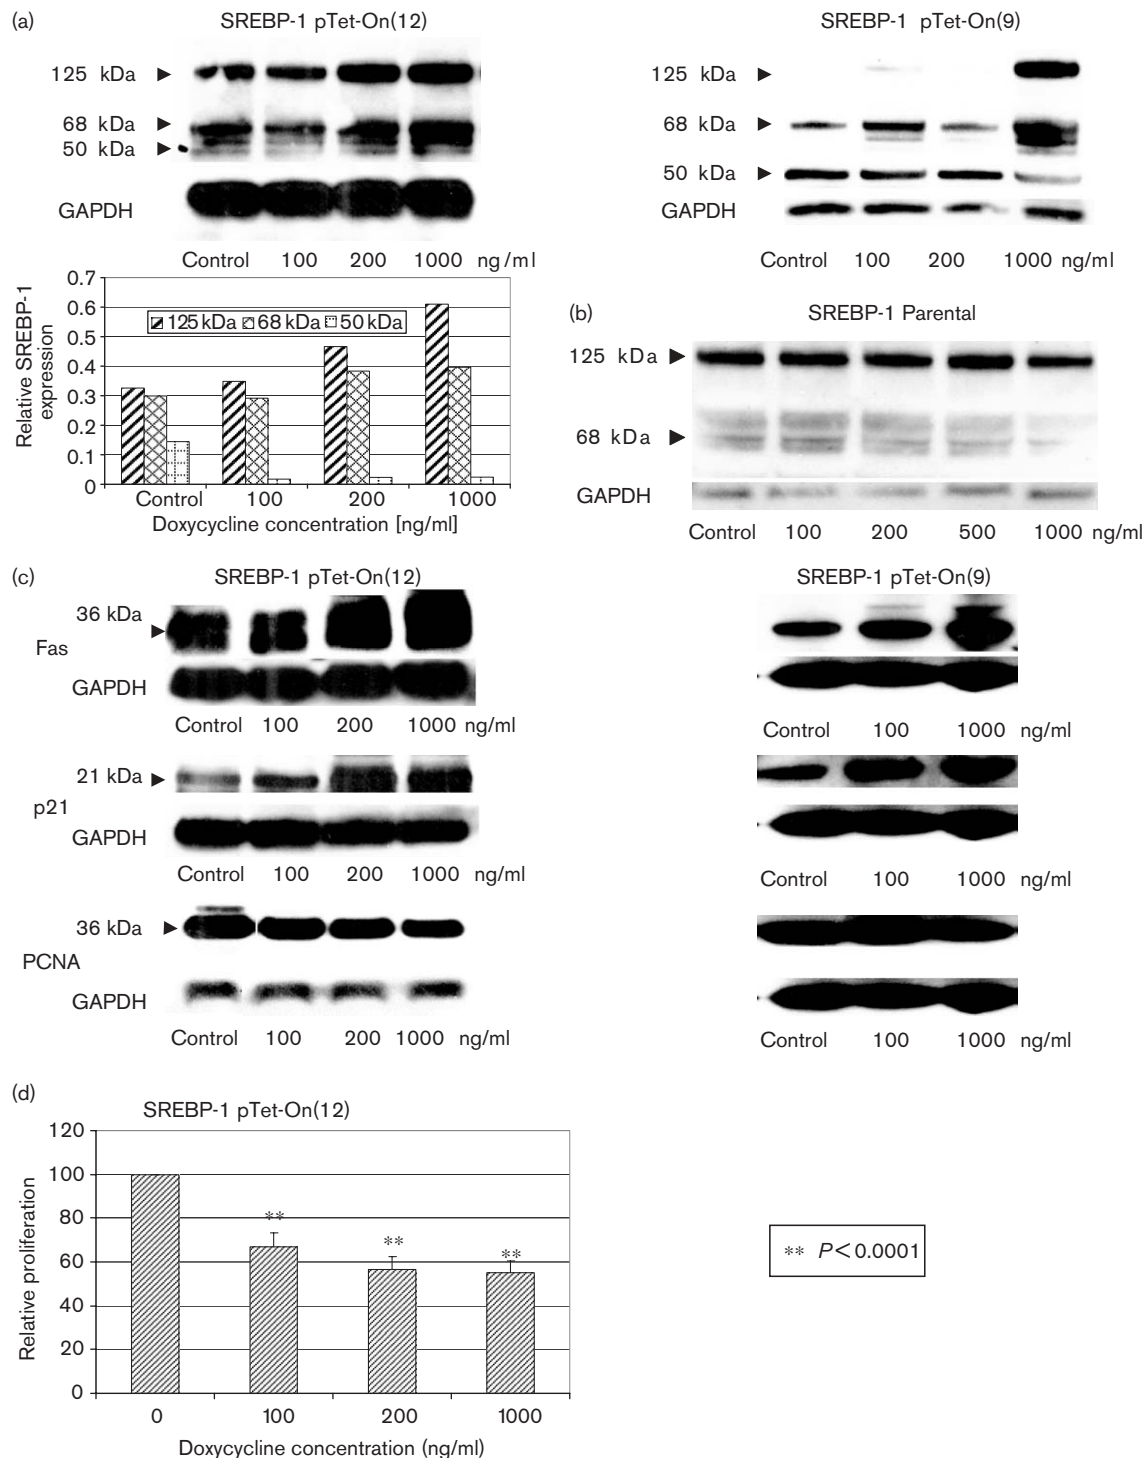 (a)
SREBP-1 pTet-On(12)
125 kDa
68 kDa
50 kDa
GAPDH
Control 100 200 1000 ng/ml
0.7
0.6
0.5
0.4
0.3
0.2
0.1
0
Relative SREBP-1
expression
125 kDa 68 kDa 50 kDa
Control 100 200 1000
Doxycycline concentration [ng/ml]
SREBP-1 pTet-On(9)
125 kDa
68 kDa
50 kDa
GAPDH
Control 100 200 1000 ng/ml
(b)
SREBP-1 Parental
125 kDa
68 kDa
GAPDH
Control 100 200 500 1000 ng/ml
(c)
SREBP-1 pTet-On(12)
36 kDa
Fas
GAPDH
Control 100 200 1000 ng/ml
21 kDa
p21
GAPDH
Control 100 200 1000 ng/ml
36 kDa
PCNA
GAPDH
Control 100 200 1000 ng/ml
SREBP-1 pTet-On(9)
Control 100 1000 ng/ml
Control 100 1000 ng/ml
Control 100 1000 ng/ml
(d)
SREBP-1 pTet-On(12)
120
100
80
60
40
20
0
Relative proliferation
** ** **
0 100 200 1000
Doxycycline concentration (ng/ml)
** P<0.0001